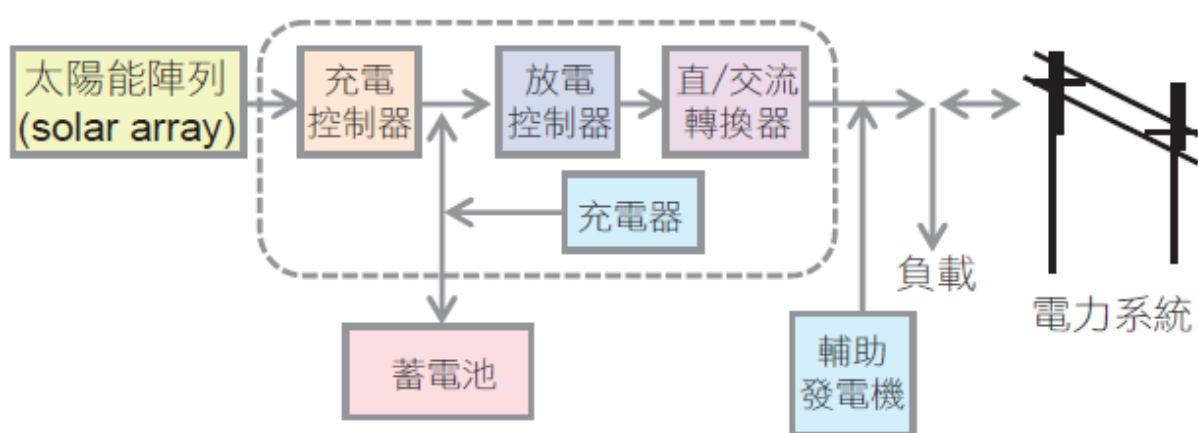 太陽能陣列
(solar array)
充電
控制器
放電
控制器
直/交流
轉換器
充電器
負載
電力系統
蓄電池
輔助
發電機